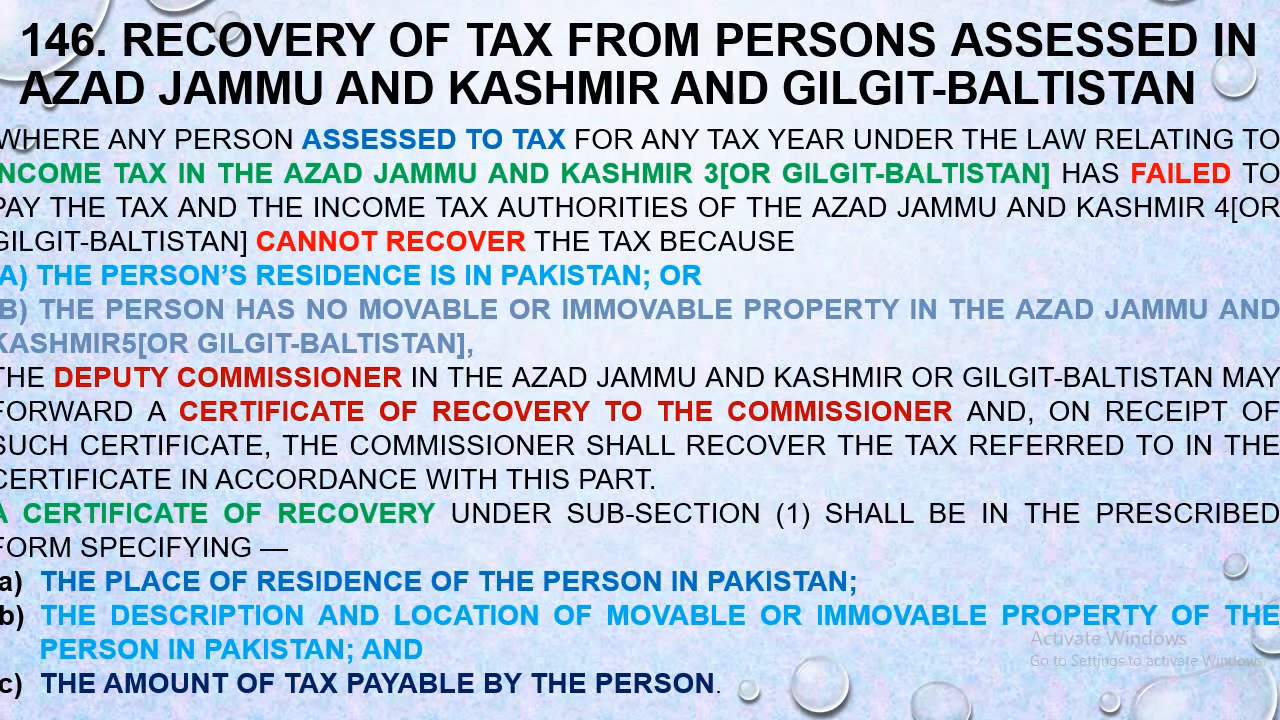 146. RECOVERY OF TAX FROM PERSONS ASSESSED IN
AZAD JAMMU AND KASHMIR AND GILGIT-BALTISTAN
WHERE ANY PERSON ASSESSED TO TAX FOR ANY TAX YEAR UNDER THE LAW RELATING TO
INCOME TAX IN THE AZAD JAMMU AND KASHMIR 3[OR GILGIT-BALTISTAN] HAS FAILED TO
PAY THE TAX AND THE INCOME TAX AUTHORITIES OF THE AZAD JAMMU AND KASHMIR 4[OR
GILGIT-BALTISTAN] CANNOT RECOVER THE TAX BECAUSE
A) THE PERSON’S RESIDENCE IS IN PAKISTAN; OR
B) THE PERSON HAS NO MOVABLE OR IMMOVABLE PROPERTY IN THE AZAD JAMMU AND
KASHMIR5[OR GILGIT-BALTISTAN],
THE DEPUTY COMMISSIONER IN THE AZAD JAMMU AND KASHMIR OR GILGIT-BALTISTAN MAY
FORWARD A CERTIFICATE OF RECOVERY TO THE COMMISSIONER AND, ON RECEIPT OF
SUCH CERTIFICATE, THE COMMISSIONER SHALL RECOVER THE TAX REFERRED TO IN THE
CERTIFICATE IN ACCORDANCE WITH THIS PART.
A CERTIFICATE OF RECOVERY UNDER SUB-SECTION (1) SHALL BE IN THE PRESCRIBED
FORM SPECIFYING —
a) THE PLACE OF RESIDENCE OF THE PERSON IN PAKISTAN;
b) THE DESCRIPTION AND LOCATION OF MOVABLE OR IMMOVABLE PROPERTY OF THE
PERSON IN PAKISTAN; AND
c) THE AMOUNT OF TAX PAYABLE BY THE PERSON.
Activate Windows
Go to Settings to activate Windows.